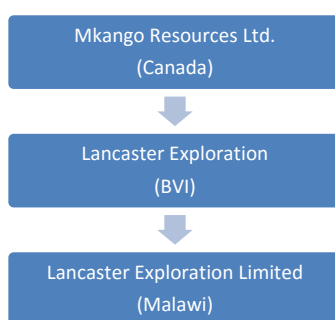 Mkango Resources Ltd.
(Canada)
Lancaster Exploration
(BVI)
Lancaster Exploration Limited
(Malawi)